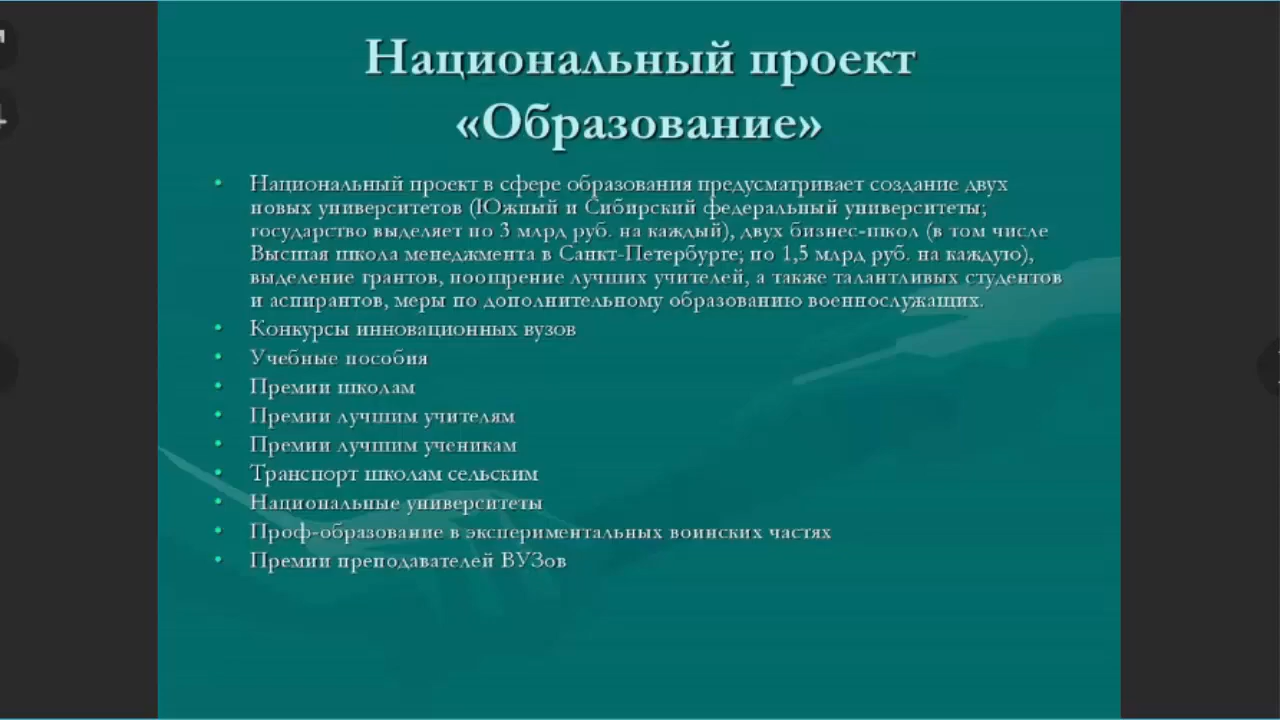 Национальный проект
«Образование»
• Национальный проект в сфере образования предусматривает создание двух
новых университетов (Южный и Сибирский федеральный университеты;
государство выделяет по 3 млрд руб. на каждый), двух бизнес-школ (в том числе
Высшая школа менеджмента в Санкт-Петербурге; по 1,5 млрд руб. на каждую),
выделение грантов, поощрение лучших учителей, а также талантливых студентов
и аспирантов, меры по дополнительному образованию военнослужащих.
• Конкурсы инновационных вузов
• Учебные пособия
• Премии школам
• Премии лучшим учителям
• Премии лучшим ученикам
• Транспорт школам сельским
• Национальные университеты
• Проф-образование в экспериментальных воинских частях
• Премии преподавателей ВУЗов